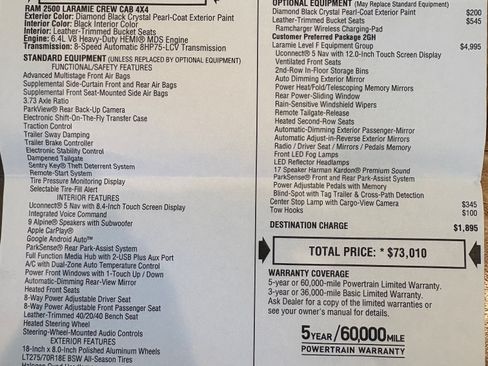 RAM 2500 LARAMIE CREW CAB 4X4
Exterior Color: Diamond Black Crystal Pearl-Coat Exterior Paint
Interior Color: Black Interior Color
Interior: Leather-Trimmed Bucket Seats
Engine: 6.4L V8 Heavy-Duty HEMI® MDS Engine
Transmission: 8-Speed Automatic 8HP75-LCV Transmission
STANDARD EQUIPMENT (UNLESS REPLACED BY OPTIONAL EQUIPMENT)
FUNCTIONAL/SAFETY FEATURES
Advanced Multistage Front Air Bags
Supplemental Side-Curtain Front and Rear Air Bags
Supplemental Front Seat-Mounted Side Air Bags
3.73 Axle Ratio
ParkView® Rear Back-Up Camera
Electronic Shift-On-The-Fly Transfer Case
Traction Control
Trailer Sway Damping
Trailer Brake Controller
Electronic Stability Control
Dampened Tailgate
Sentry Key® Theft Deterrent System
Remote-Start System
Tire Pressure Monitoring Display
Selectable Tire-Fill Alert
INTERIOR FEATURES
Uconnect® 5 Nav with 8.4-Inch Touch Screen Display
Integrated Voice Command
9 Alpine® Speakers with Subwoofer
Apple CarPlay®
Google Android Auto™
ParkSense® Rear Park-Assist System
Full Function Media Hub with 2-USB Plus Aux Port
A/C with Dual-Zone Auto Temperature Control
Power Front Windows with 1-Touch Up / Down
Automatic-Dimming Rear-View Mirror
Heated Front Seats
8-Way Power Adjustable Driver Seat
8-Way Power Adjustable Front Passenger Seat
Leather-Trimmed 40/20/40 Bench Seat
Heated Steering Wheel
Steering-Wheel-Mounted Audio Controls
EXTERIOR FEATURES
18-Inch x 8.0-Inch Polished Aluminum Wheels
LT275/70R18E BSW All-Season Tires
OPTIONAL EQUIPMENT (May Replace Standard Equipment)
Diamond Black Crystal Pearl-Coat Exterior Paint $200
Leather-Trimmed Bucket Seats $545
Ramcharger Wireless Charging-Pad
Customer Preferred Package 2GH
Laramie Level F Equipment Group $4,995
Uconnect® 5 Nav with 12.0-Inch Touch Screen Display
Ventilated Front Seats
2nd-Row In-Floor Storage Bins
Auto Dimming Exterior Mirror
Power Heat/Fold/Telescoping Memory Mirrors
Rear Power-Sliding Window
Rain-Sensitive Windshield Wipers
Remote Tailgate-Release
Heated Second-Row Seats
Automatic-Dimming Exterior Passenger-Mirror
Automatic Adjust-in-Reverse Exterior Mirrors
Radio / Driver Seat / Mirrors / Pedals Memory
Front LED Fog Lamps
LED Reflector Headlamps
17 Speaker Harman Kardon® Premium Sound
ParkSense® Front and Rear Park-Assist System
Power Adjustable Pedals with Memory
Blind-Spot with Tag Trailer & Cross-Path Detection
Center Stop Lamp with Cargo-View Camera $345
Tow Hooks $100
DESTINATION CHARGE $1,895
TOTAL PRICE: * $73,010
WARRANTY COVERAGE
5-year or 60,000-mile Powertrain Limited Warranty.
3-year or 36,000-mile Basic Limited Warranty.
Ask Dealer for a copy of the limited warranties or
see your owner's manual for details.
5 YEAR/60,000 MILE
POWERTRAIN WARRANTY